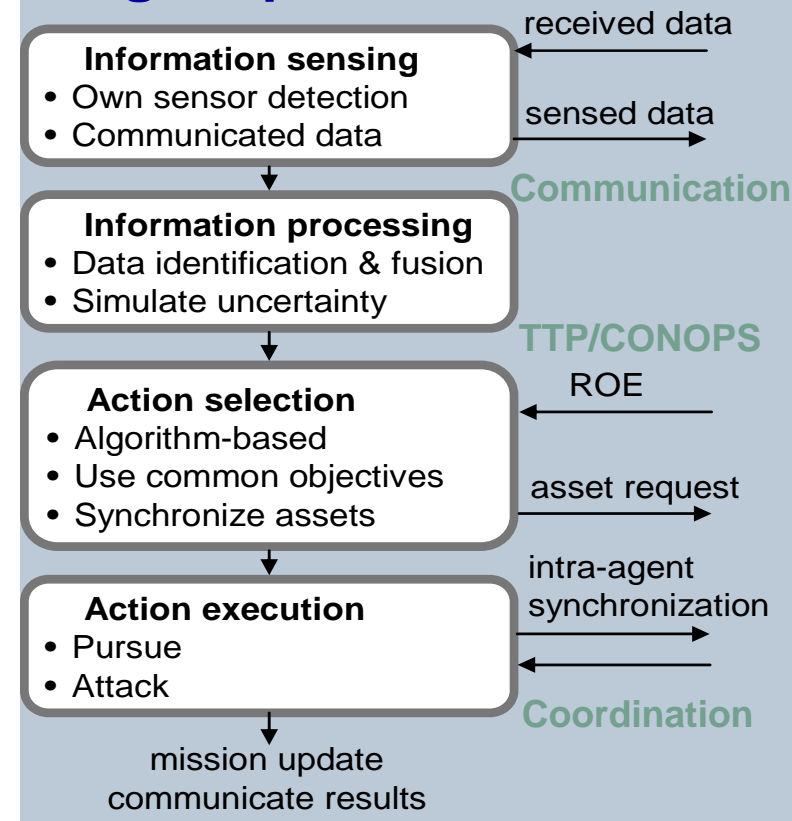 received data
Information sensing
• Own sensor detection
• Communicated data
sensed data
Communication
Information processing
• Data identification & fusion
• Simulate uncertainty
TTP/CONOPS
Action selection
• Algorithm-based
• Use common objectives
• Synchronize assets
ROE
asset request
Action execution
• Pursue
• Attack
intra-agent
synchronization
Coordination
mission update
communicate results